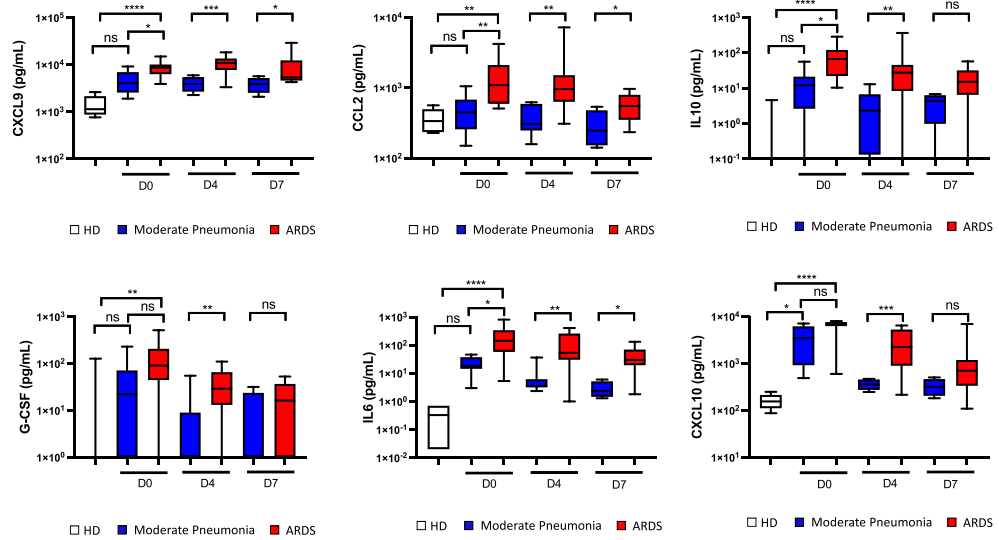 **** *** *
ns *
1×10⁵
1×10⁴
1×10³
1×10²
CXCL9 (pg/mL)
D0 D4 D7
HD Moderate Pneumonia ARDS
** ** *
ns **
1×10⁴
1×10³
1×10²
CCL2 (pg/mL)
D0 D4 D7
HD Moderate Pneumonia ARDS
**** ** ns
ns *
1×10³
1×10²
1×10¹
1×10⁰
1×10⁻¹
IL10 (pg/mL)
D0 D4 D7
HD Moderate Pneumonia ARDS
** ** ns
ns ns
1×10³
1×10²
1×10¹
1×10⁰
G-CSF (pg/mL)
D0 D4 D7
HD Moderate Pneumonia ARDS
**** ** *
ns *
1×10³
1×10²
1×10¹
1×10⁰
1×10⁻¹
1×10⁻²
IL6 (pg/mL)
D0 D4 D7
HD Moderate Pneumonia ARDS
**** *** ns
* ns
1×10⁴
1×10³
1×10²
1×10¹
CXCL10 (pg/mL)
D0 D4 D7
HD Moderate Pneumonia ARDS